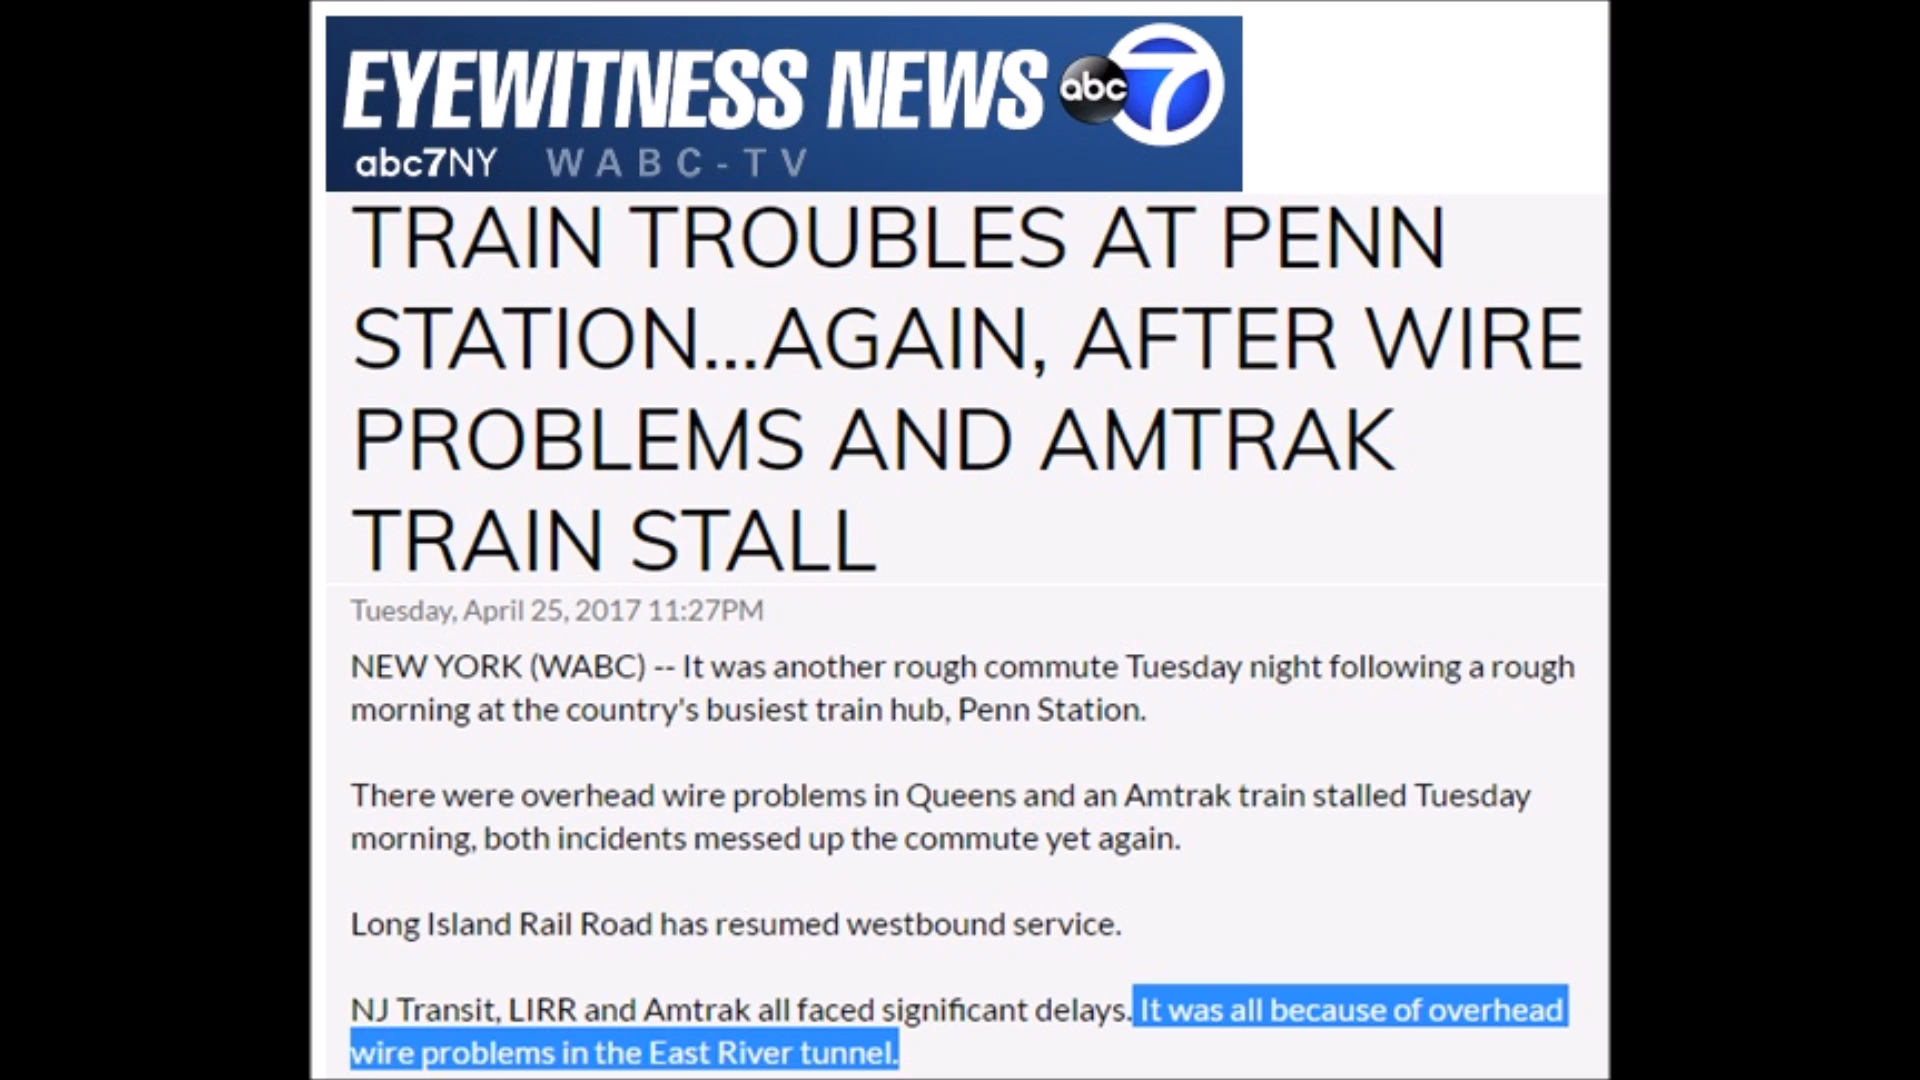 EYEWITNESS NEWS abc 7
abc7NY WABC-TV
TRAIN TROUBLES AT PENN
STATION...AGAIN, AFTER WIRE
PROBLEMS AND AMTRAK
TRAIN STALL
Tuesday, April 25, 2017 11:27PM
NEW YORK (WABC) -- It was another rough commute Tuesday night following a rough
morning at the country's busiest train hub, Penn Station.
There were overhead wire problems in Queens and an Amtrak train stalled Tuesday
morning, both incidents messed up the commute yet again.
Long Island Rail Road has resumed westbound service.
NJ Transit, LIRR and Amtrak all faced significant delays. It was all because of overhead
wire problems in the East River tunnel.